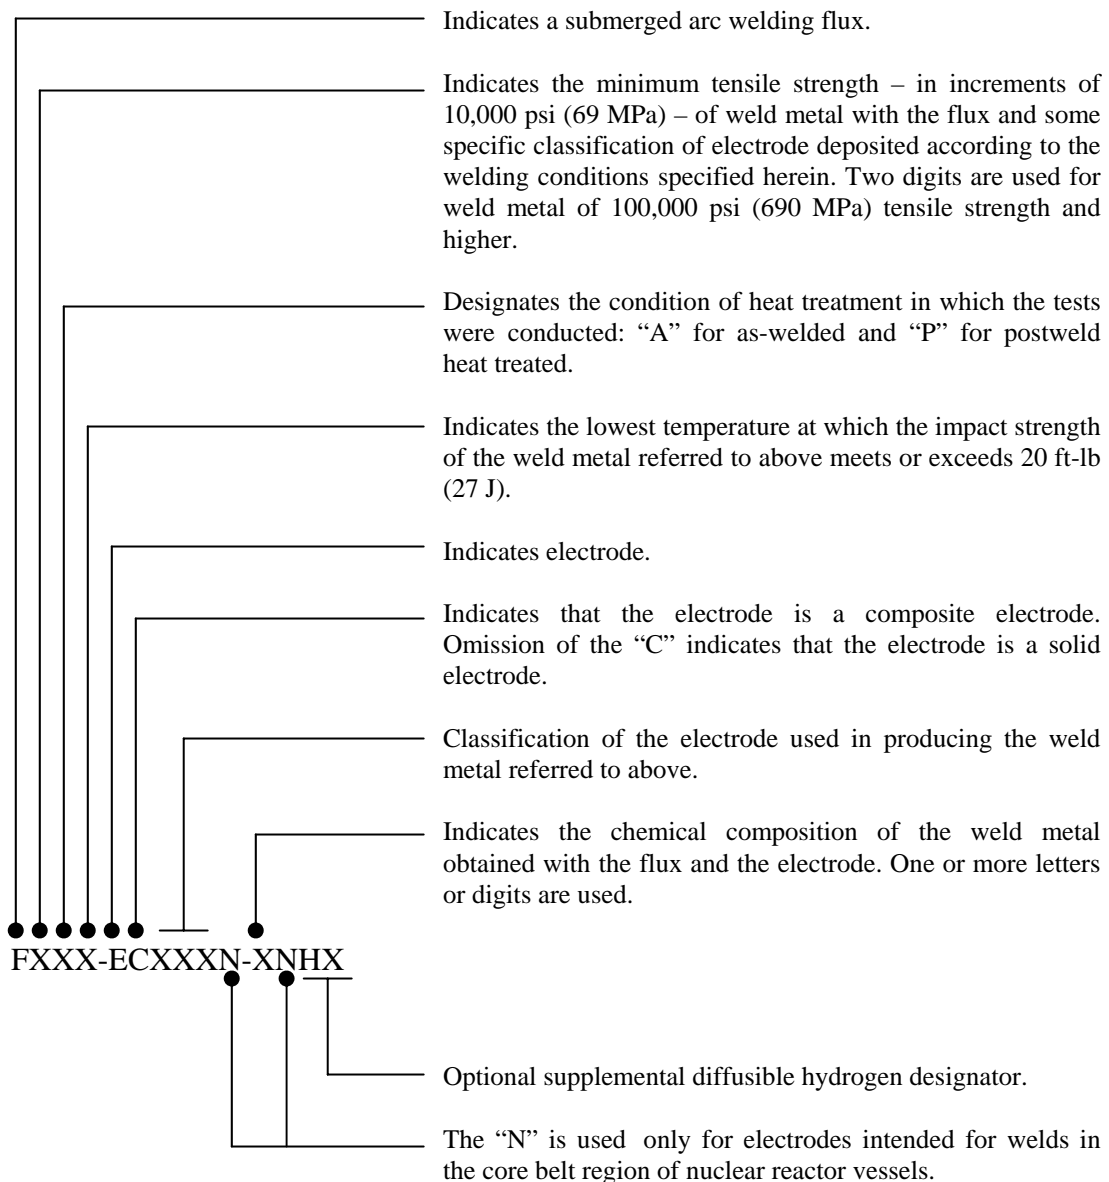 Indicates a submerged arc welding flux.
Indicates the minimum tensile strength – in increments of
10,000 psi (69 MPa) – of weld metal with the flux and some
specific classification of electrode deposited according to the
welding conditions specified herein. Two digits are used for
weld metal of 100,000 psi (690 MPa) tensile strength and
higher.
Designates the condition of heat treatment in which the tests
were conducted: “A” for as-welded and “P” for postweld
heat treated.
Indicates the lowest temperature at which the impact strength
of the weld metal referred to above meets or exceeds 20 ft-lb
(27 J).
Indicates electrode.
Indicates that the electrode is a composite electrode.
Omission of the “C” indicates that the electrode is a solid
electrode.
Classification of the electrode used in producing the weld
metal referred to above.
Indicates the chemical composition of the weld metal
obtained with the flux and the electrode. One or more letters
or digits are used.
FXXX-ECXXXN-XNHX
Optional supplemental diffusible hydrogen designator.
The “N” is used only for electrodes intended for welds in
the core belt region of nuclear reactor vessels.